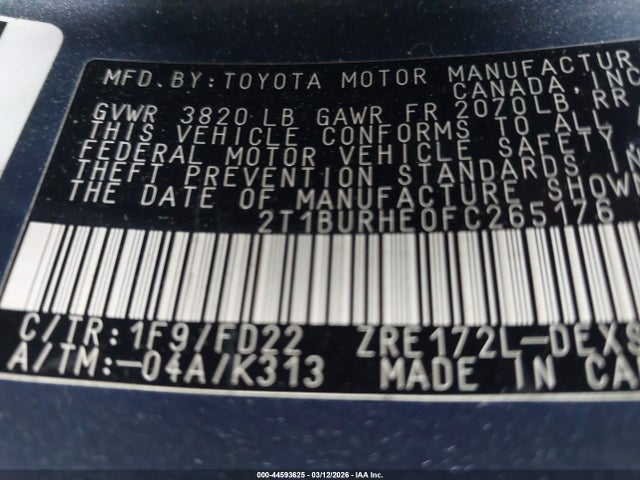 MFD. BY: TOYOTA MOTOR MANUFACTUR
CANADA, INC
GVWR 3820 LB GAWR FR 2070LB, RR
THIS VEHICLE CONFORMS TO ALL
FEDERAL MOTOR VEHICLE SAFETY,
THEFT PREVENTION STANDARDS IN
THE DATE OF MANUFACTURE SHOWN
2T1BURHE0FC265176
C/TR: 1F9/FD22 ZRE172L-DEXS
A/TM: -04A/K313 MADE IN CAN
000-44593625 - 03/12/2026 - IAA Inc.